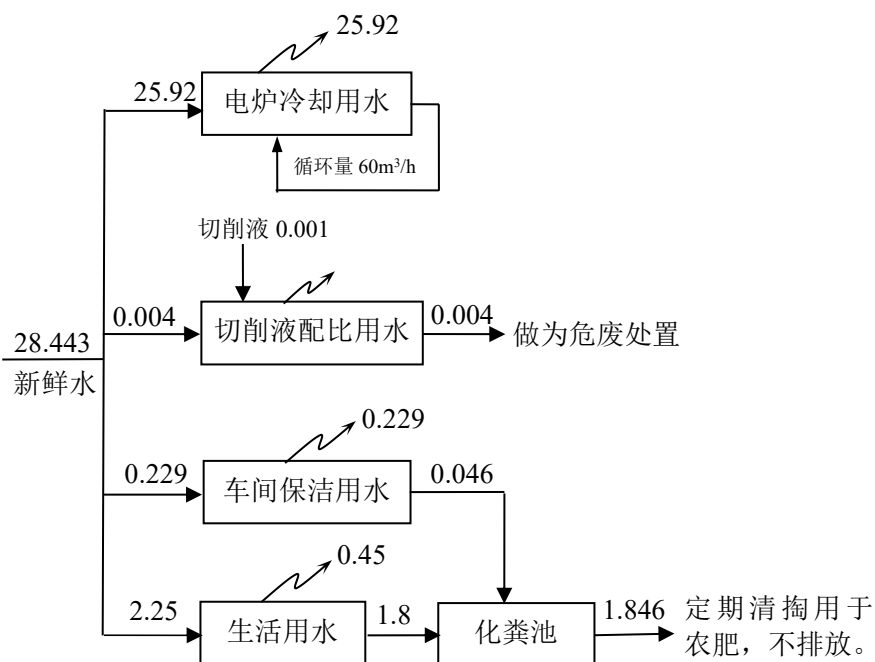 25.92
25.92
电炉冷却用水
循环量 60m³/h
切削液 0.001
0.004
切削液配比用水
0.004
做为危废处置
28.443
新鲜水
0.229
0.229
车间保洁用水
0.046
0.45
2.25
生活用水
1.8
化粪池
1.846
定期清掏用于
农肥，不排放。